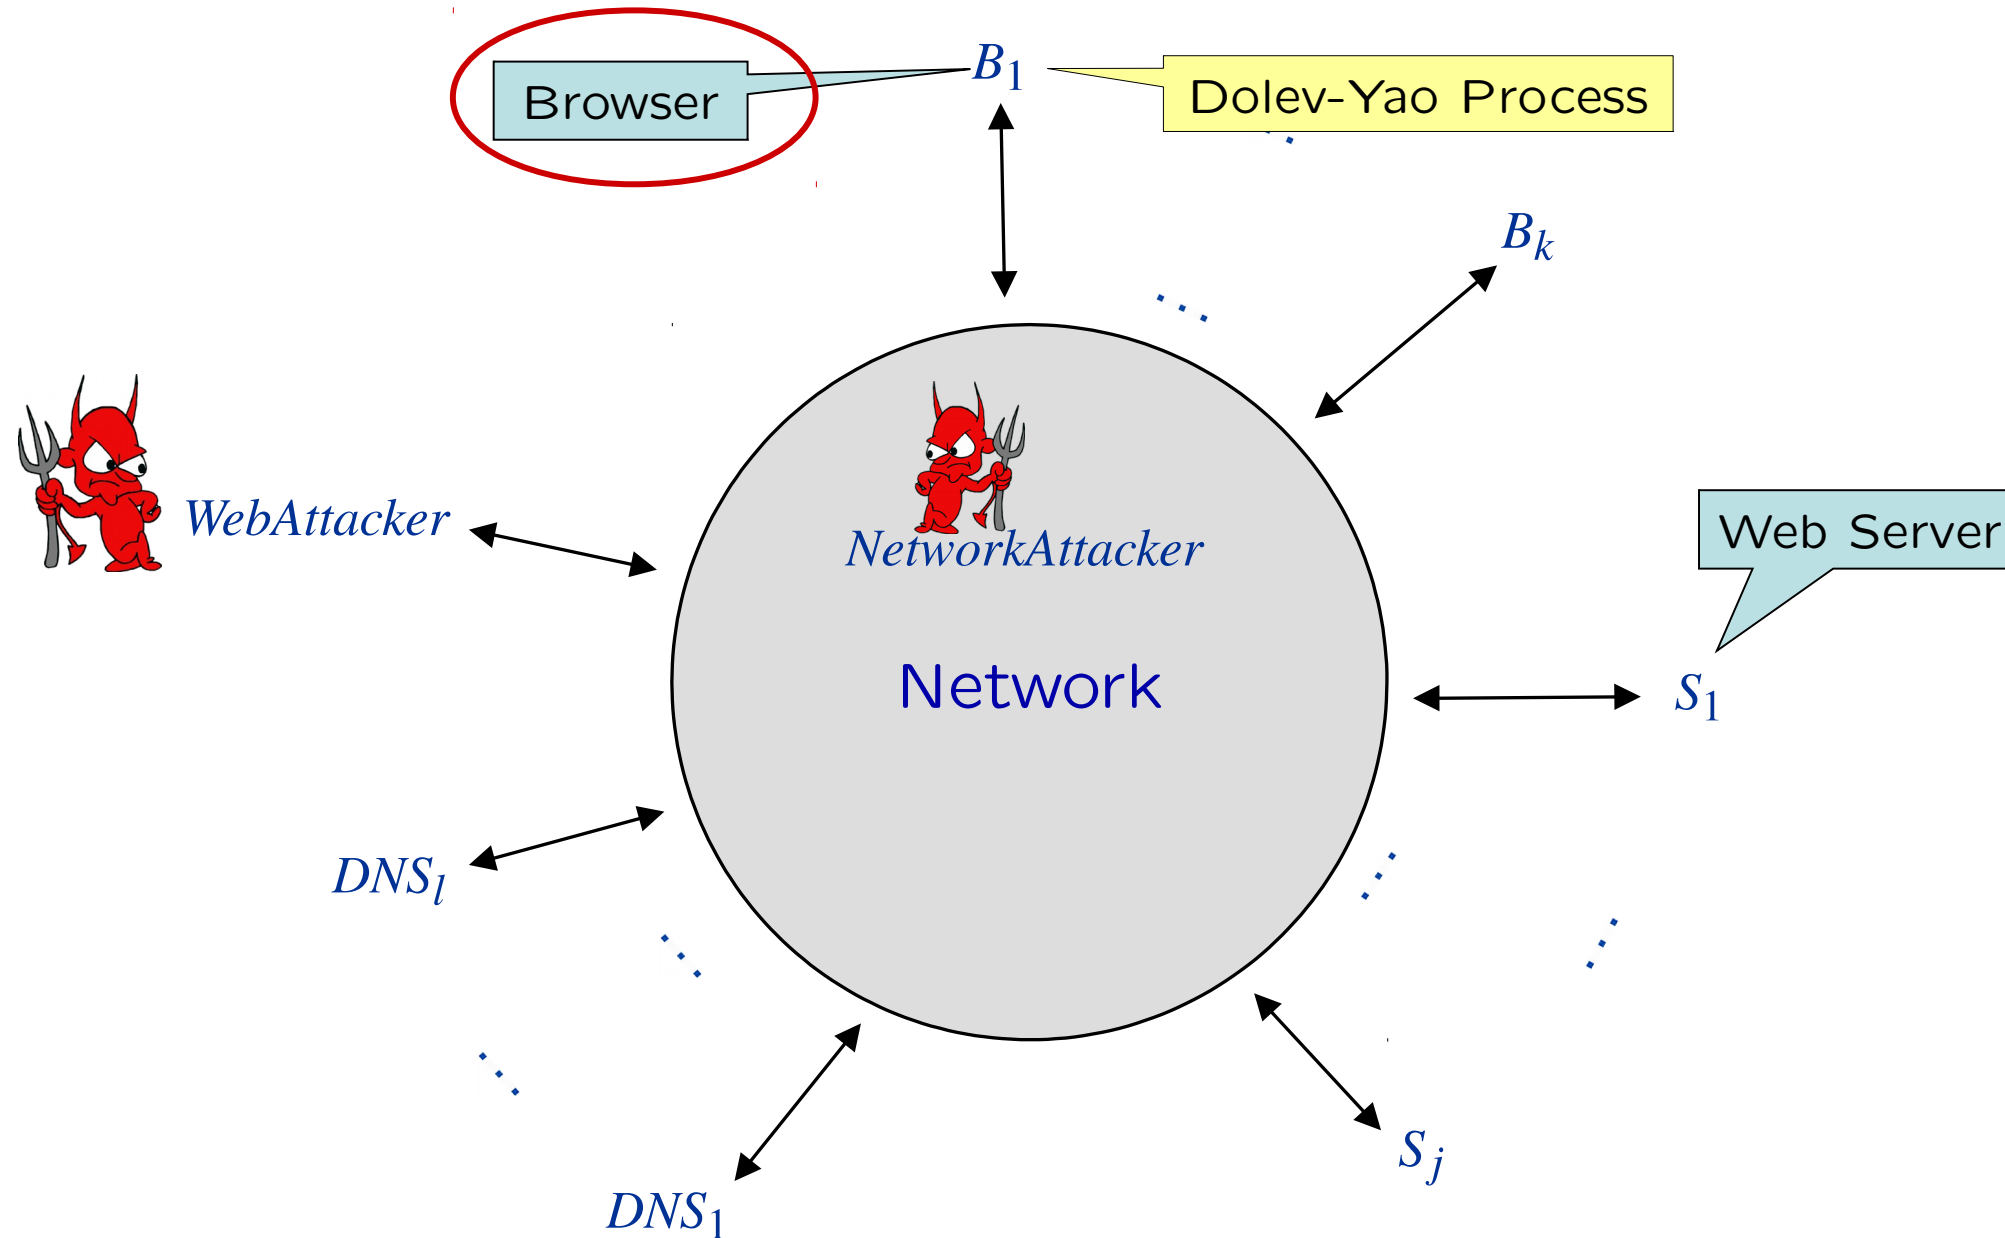 B₁
Browser
Dolev-Yao Process
Bₖ
WebAttacker
NetworkAttacker
Web Server
Network
S₁
DNSₗ
Sⱼ
DNS₁